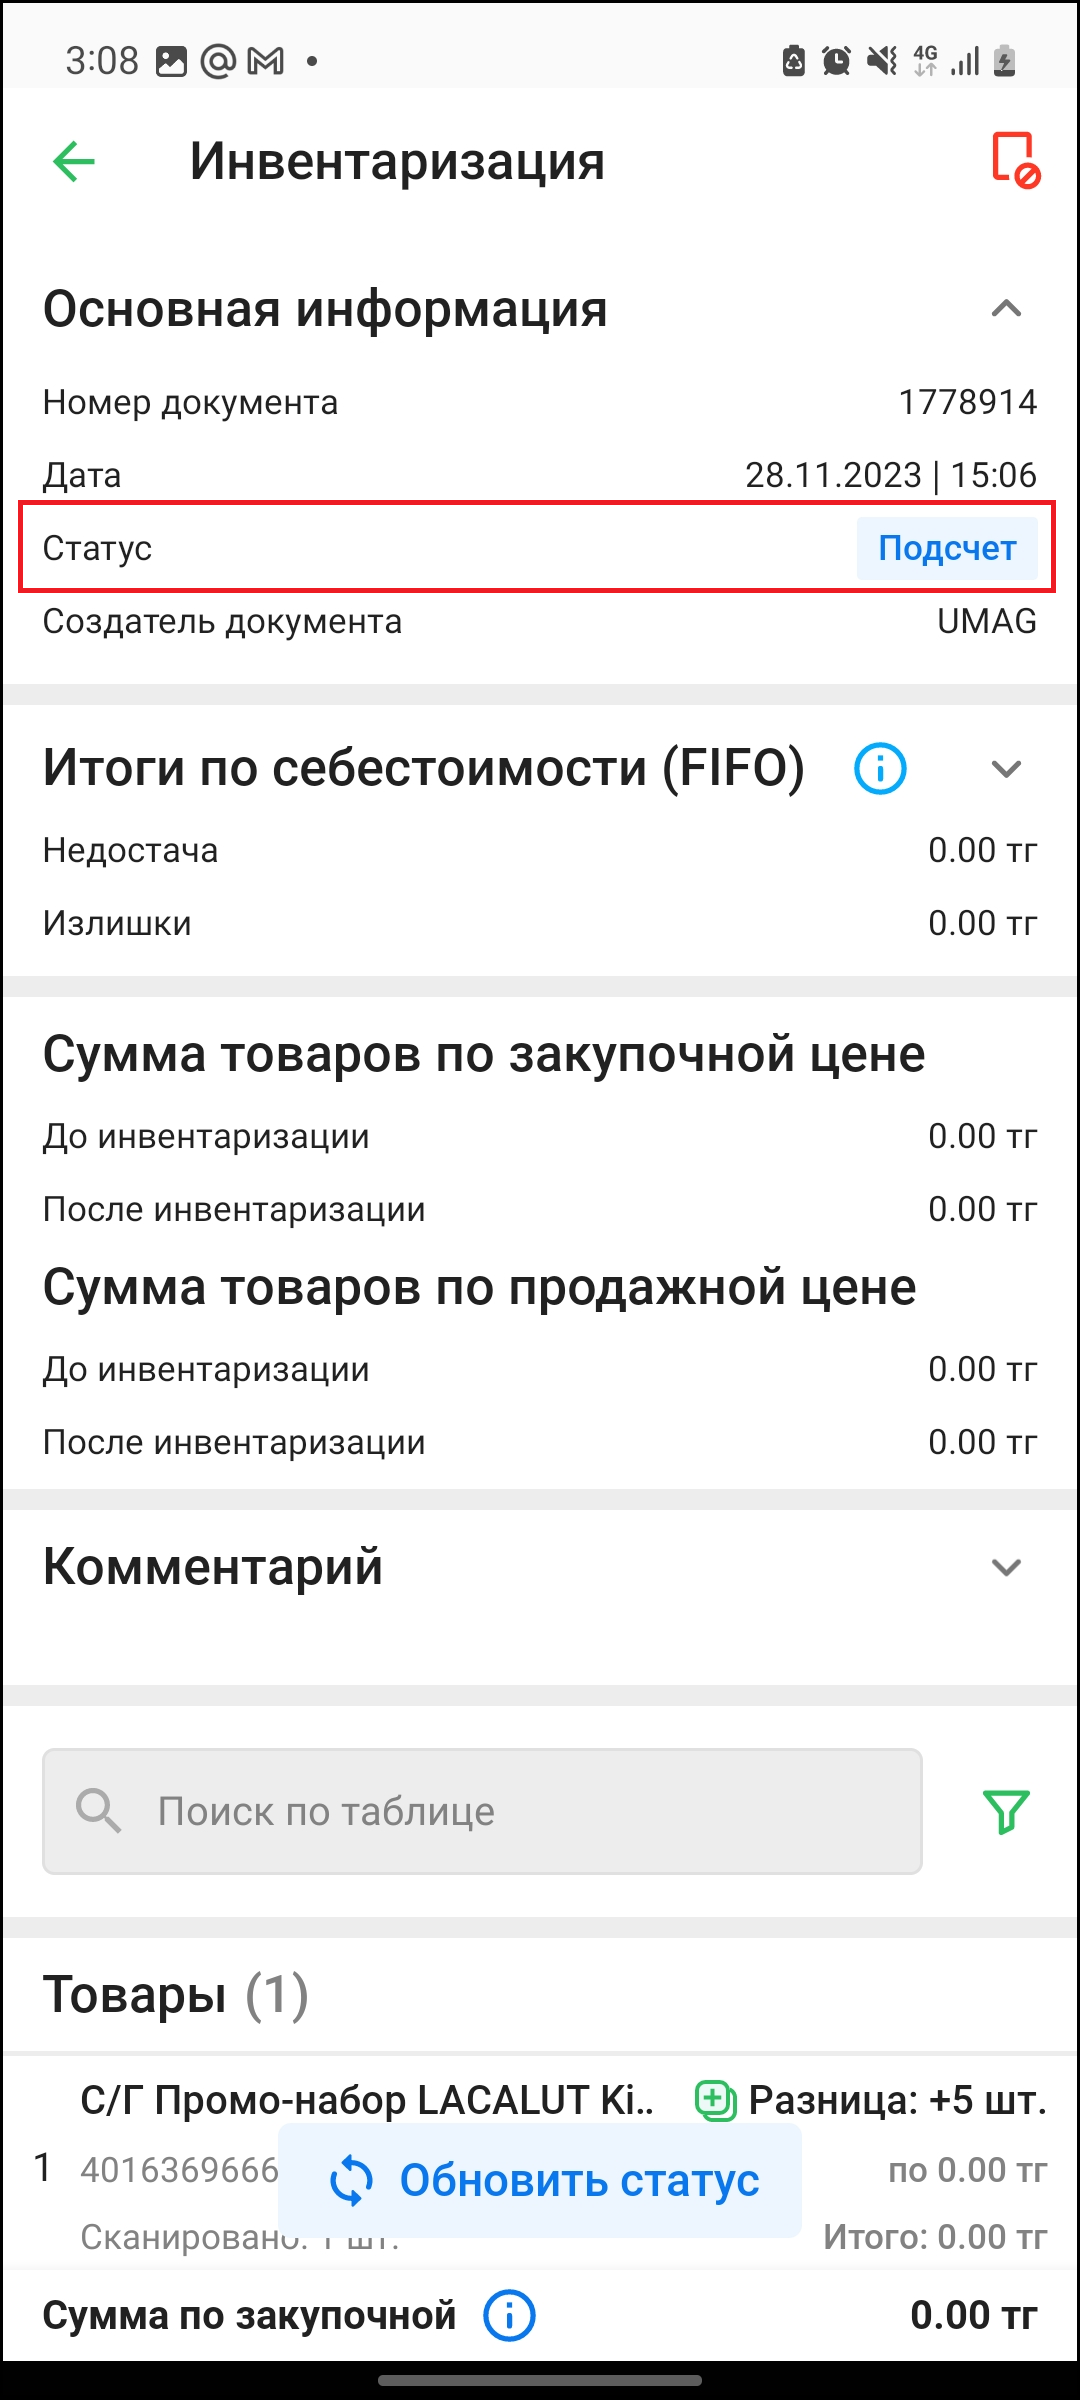 3:08 4G
Инвентаризация
Основная информация
Номер документа 1778914
Дата 28.11.2023 | 15:06
Статус Подсчет
Создатель документа UMAG
Итоги по себестоимости (FIFO)
Недостача 0.00 тг
Излишки 0.00 тг
Сумма товаров по закупочной цене
До инвентаризации 0.00 тг
После инвентаризации 0.00 тг
Сумма товаров по продажной цене
До инвентаризации 0.00 тг
После инвентаризации 0.00 тг
Комментарий
Поиск по таблице
Товары (1)
С/Г Промо-набор LACALUT Ki.. Разница: +5 шт.
1 4016369666 по 0.00 тг
Обновить статус
Сканировано: 1 шт. Итого: 0.00 тг
Сумма по закупочной 0.00 тг